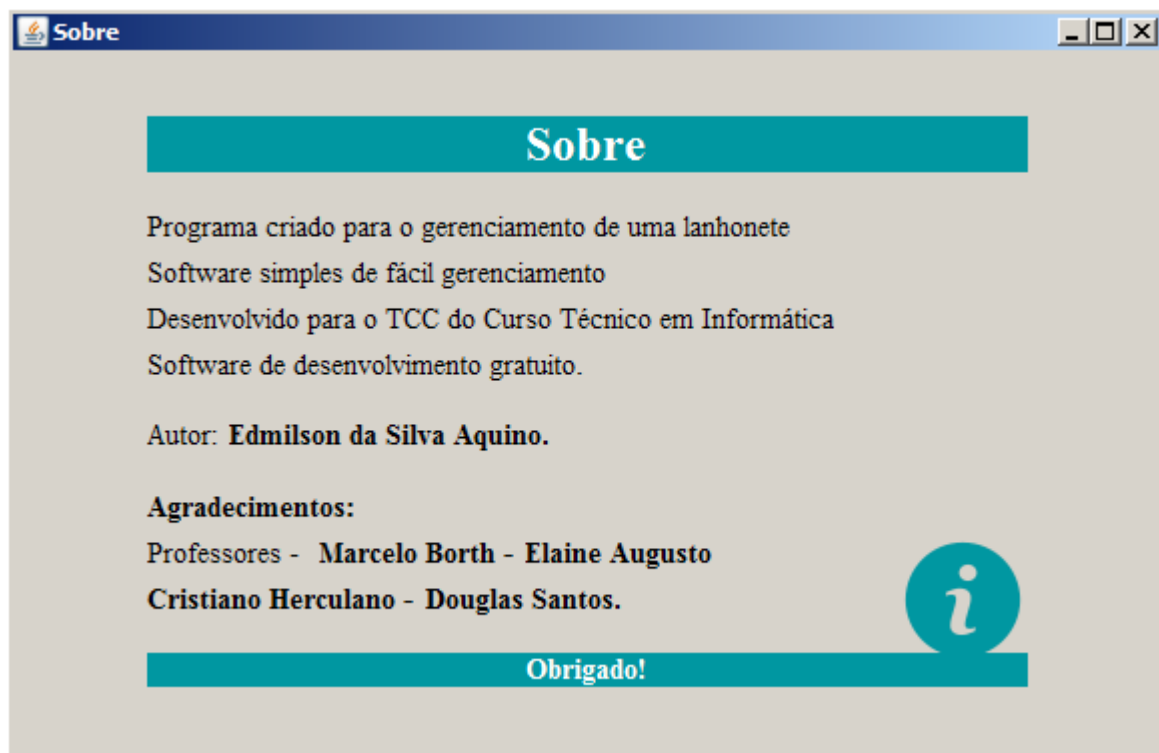 Sobre
Sobre
Programa criado para o gerenciamento de uma lanhonete
Software simples de fácil gerenciamento
Desenvolvido para o TCC do Curso Técnico em Informática
Software de desenvolvimento gratuito.
Autor: Edmilson da Silva Aquino.
Agradecimentos:
Professores - Marcelo Borth - Elaine Augusto
Cristiano Herculano - Douglas Santos.
i
Obrigado!